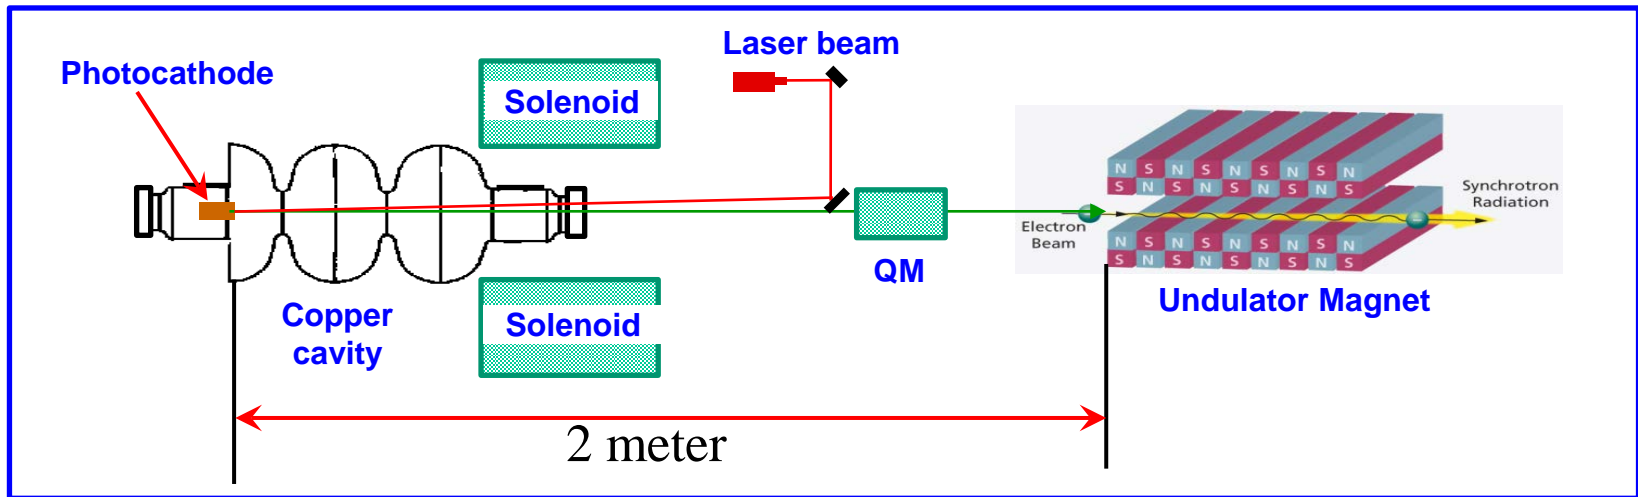 Laser beam
Photocathode
Solenoid
Copper
cavity
Solenoid
QM
N S N S N S N S N
S N S N S N S N S
Synchrotron
Radiation
Electron
Beam
N S N S N S N S N
S N S N S N S N S
Undulator Magnet
2 meter